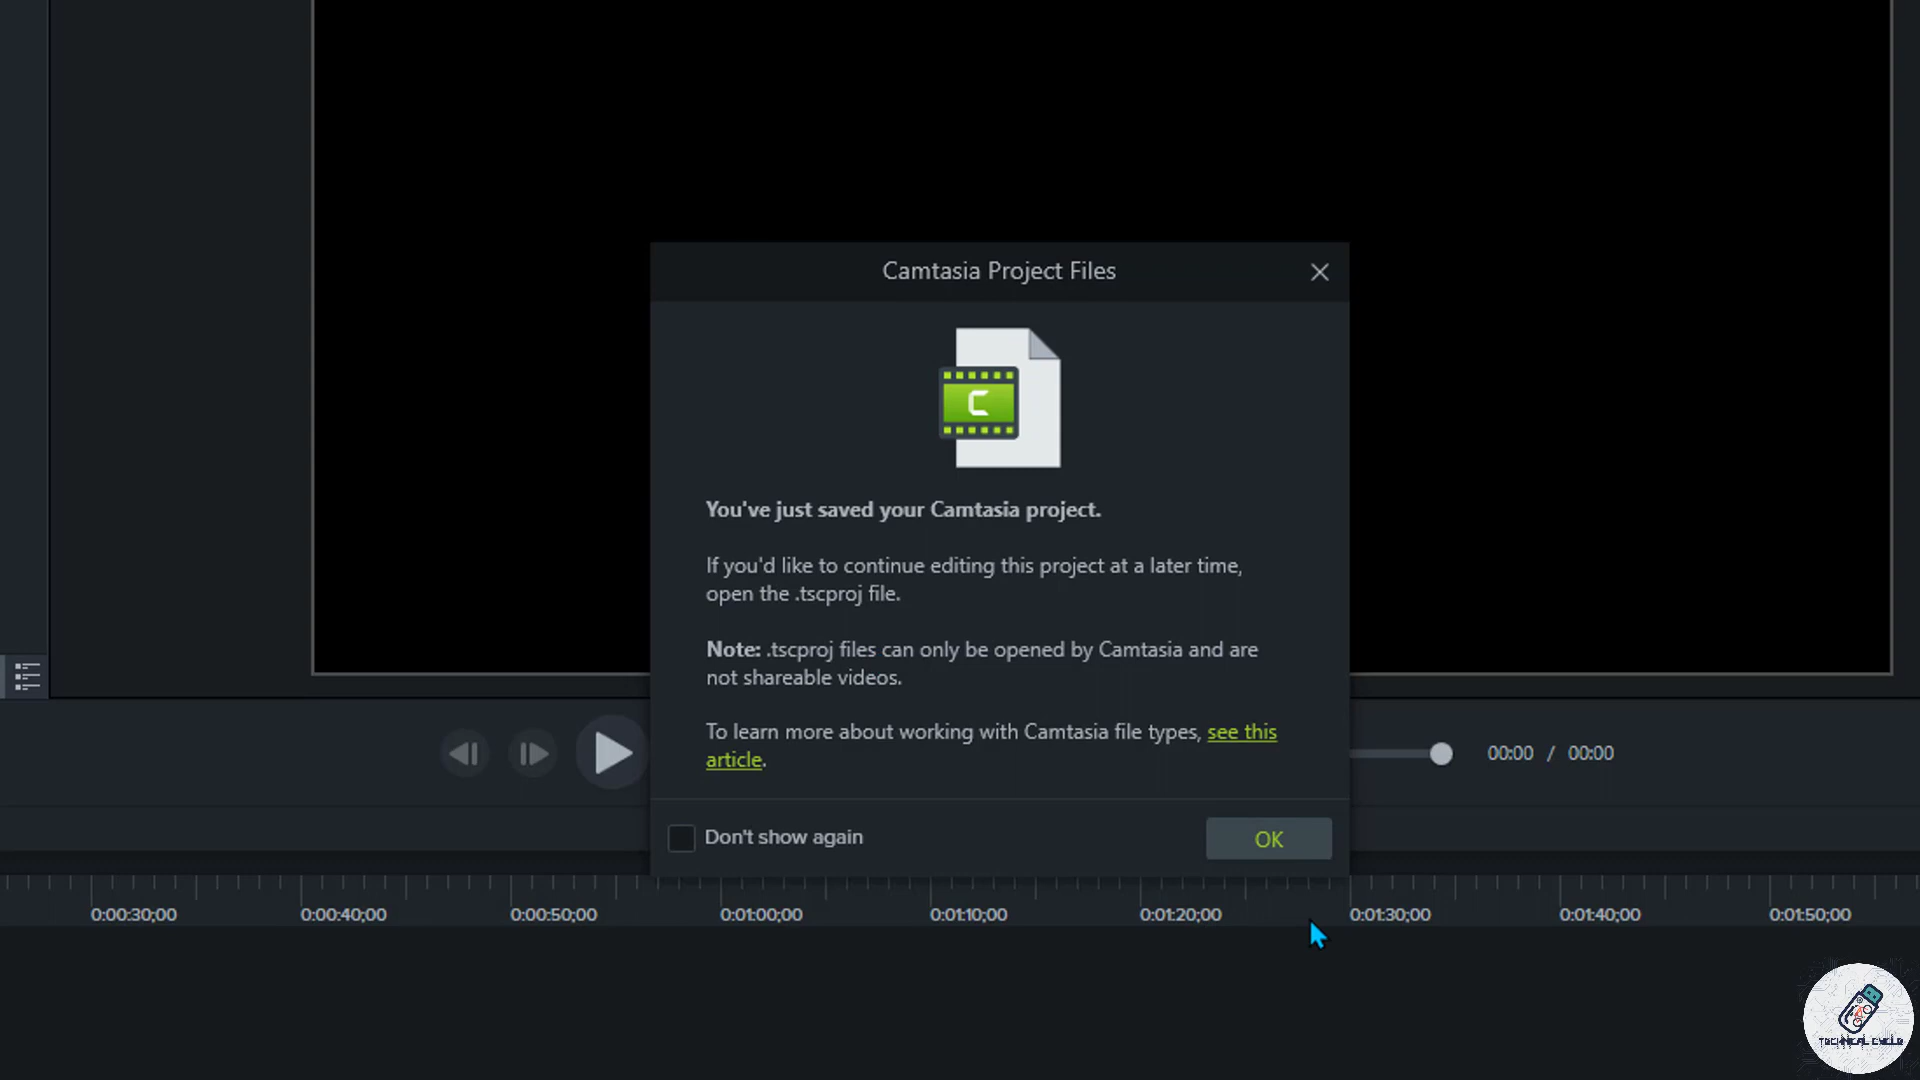 Camtasia Project Files
C
You've just saved your Camtasia project.
If you'd like to continue editing this project at a later time,
open the .tscproj file.
Note: .tscproj files can only be opened by Camtasia and are
not shareable videos.
To learn more about working with Camtasia file types, see this
article.
00:00 / 00:00
Don't show again
OK
0:00:30;00 0:00:40;00 0:00:50;00 0:01:00;00 0:01:10;00 0:01:20;00 0:01:30;00 0:01:40;00 0:01:50;00
TECHNICAL CYCLO